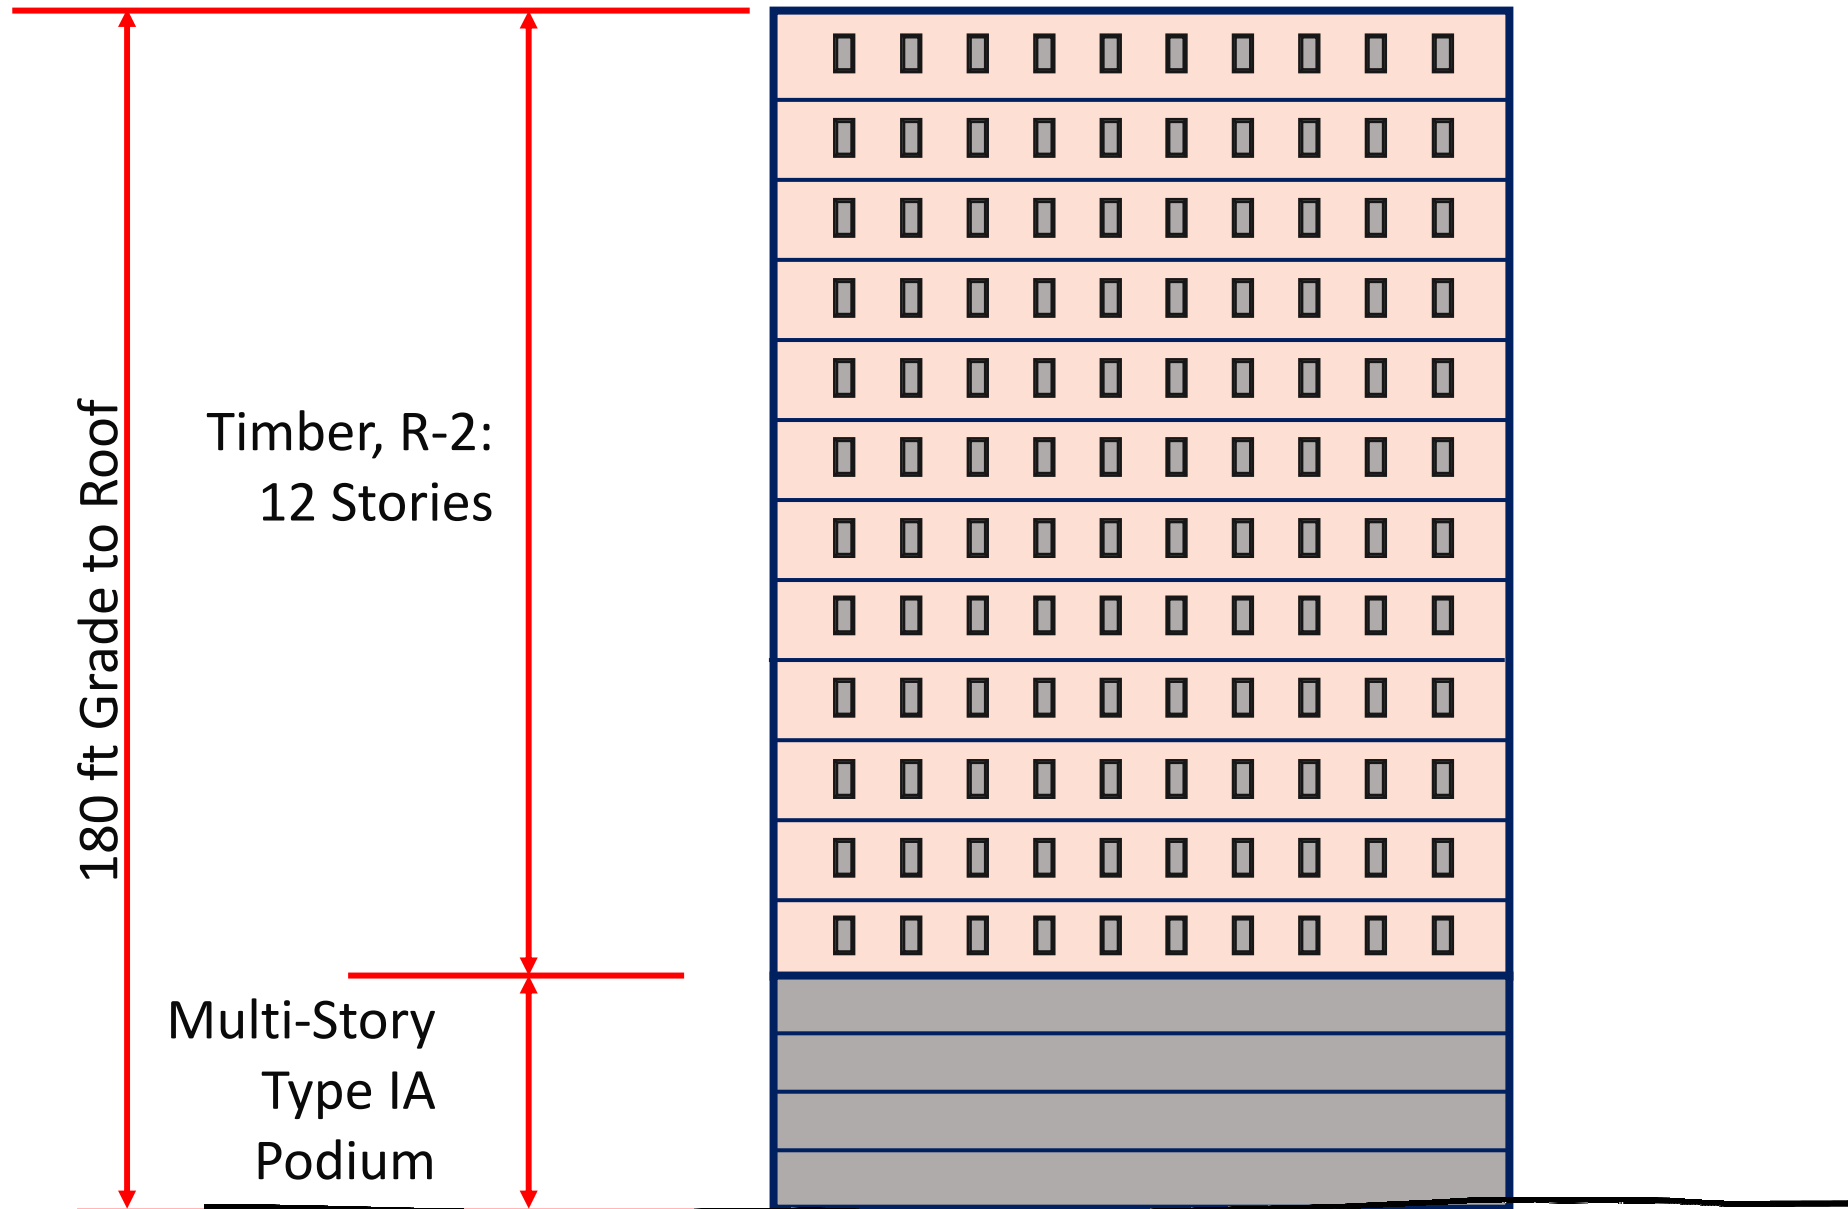 180 ft Grade to Roof
Timber, R-2:
12 Stories
Multi-Story
Type IA
Podium